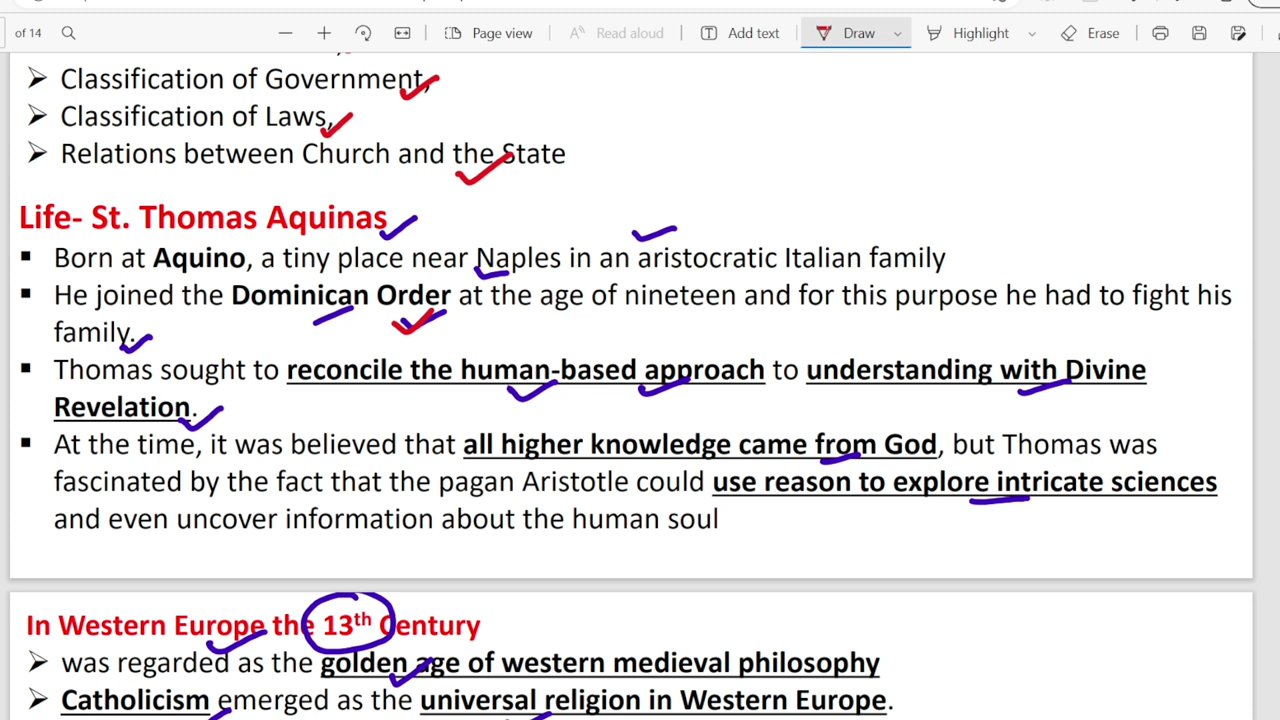 of 14
Page view
Read aloud
Add text
Draw
Highlight
Erase
➢ Classification of Government,
➢ Classification of Laws,
➢ Relations between Church and the State
Life- St. Thomas Aquinas
▪ Born at Aquino, a tiny place near Naples in an aristocratic Italian family
▪ He joined the Dominican Order at the age of nineteen and for this purpose he had to fight his
family.
▪ Thomas sought to reconcile the human-based approach to understanding with Divine
Revelation.
▪ At the time, it was believed that all higher knowledge came from God, but Thomas was
fascinated by the fact that the pagan Aristotle could use reason to explore intricate sciences
and even uncover information about the human soul
In Western Europe the 13th Century
➢ was regarded as the golden age of western medieval philosophy
➢ Catholicism emerged as the universal religion in Western Europe.